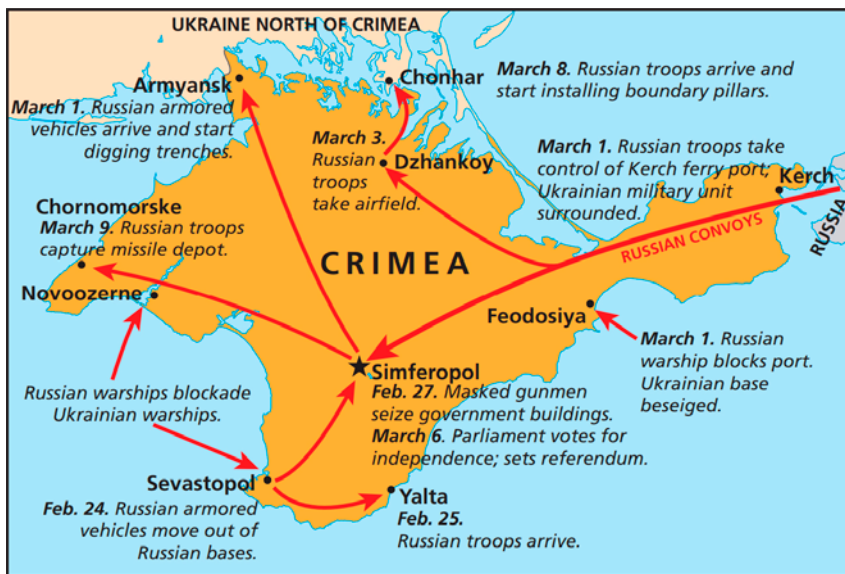 UKRAINE NORTH OF CRIMEA
Armyansk
March 1. Russian armored
vehicles arrive and start
digging trenches.
Chonhar
March 8. Russian troops arrive and
start installing boundary pillars.
March 3.
Russian
troops
take airfield.
Dzhankoy
March 1. Russian troops take
control of Kerch ferry port;
Ukrainian military unit
surrounded.
Kerch
RUSSIA
RUSSIAN CONVOYS
Chornomorske
March 9. Russian troops
capture missile depot.
CRIMEA
Novoozerne
Feodosiya
March 1. Russian
warship blocks port.
Ukrainian base
beseiged.
Simferopol
Feb. 27. Masked gunmen
seize government buildings.
March 6. Parliament votes for
independence; sets referendum.
Russian warships blockade
Ukrainian warships.
Sevastopol
Feb. 24. Russian armored
vehicles move out of
Russian bases.
Yalta
Feb. 25.
Russian troops arrive.